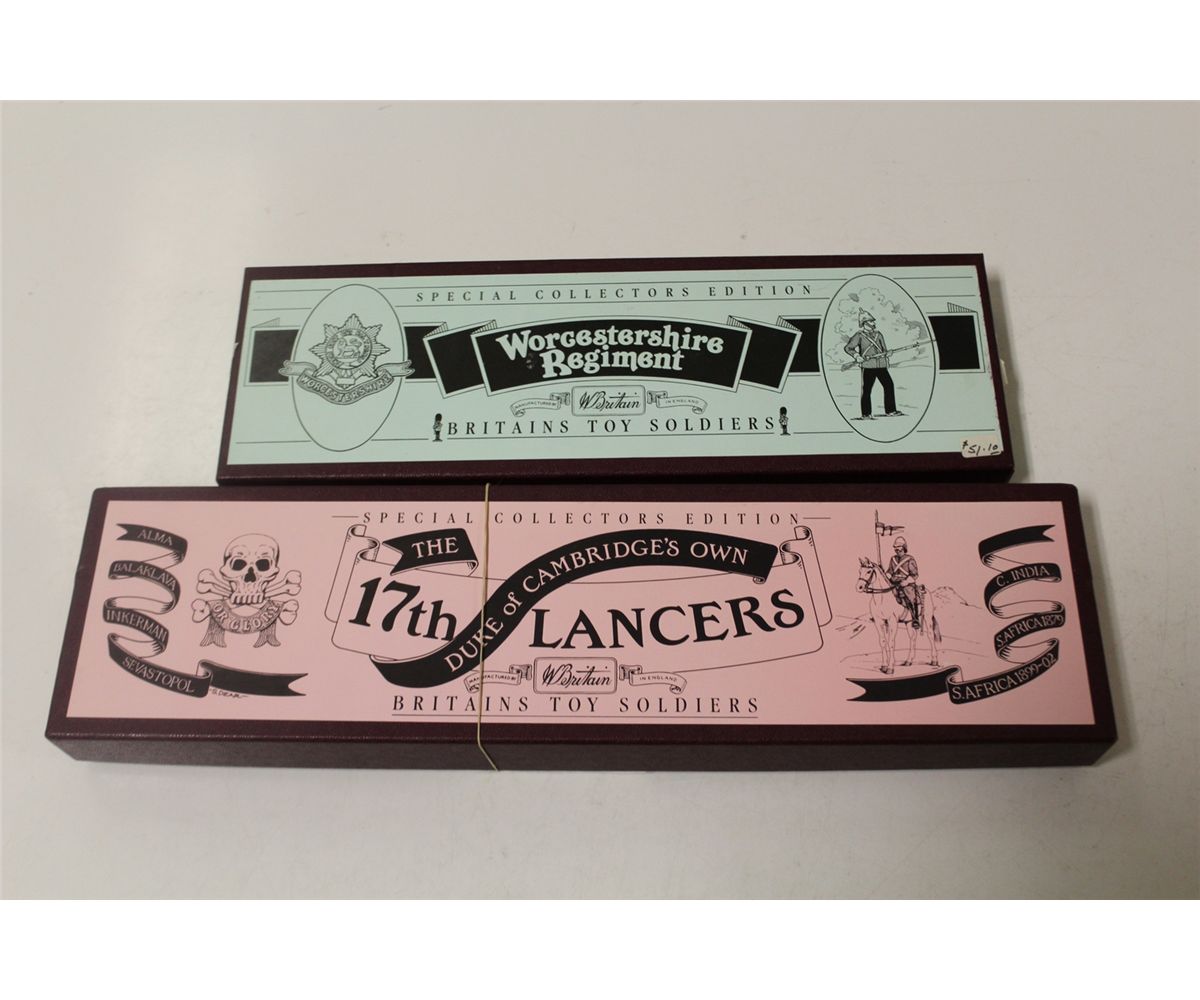 SPECIAL COLLECTORS EDITION
Worcestershire
Regiment
WORCESTERSHIRE
MANUFACTURED BY
W. Britain
IN ENGLAND
BRITAINS TOY SOLDIERS
$51.10
SPECIAL COLLECTORS EDITION
THE
17th
DUKE of CAMBRIDGE'S OWN
LANCERS
ALMA
BALAKLAVA
INKERMAN
SEVASTOPOL
OR GLORY
C. INDIA
S. AFRICA 1879
S. AFRICA 1899-02
MANUFACTURED BY
W. Britain
IN ENGLAND
BRITAINS TOY SOLDIERS